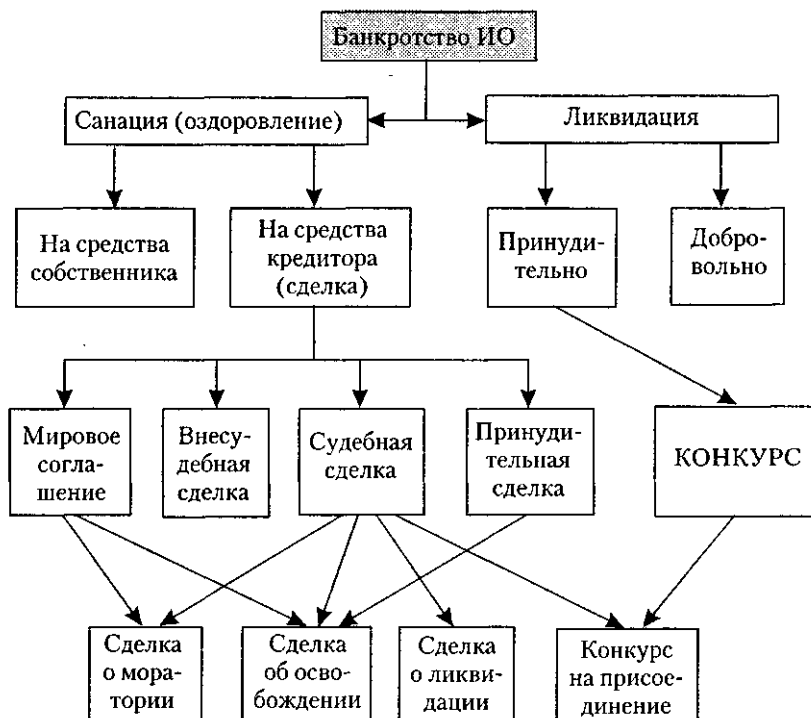 Банкротство ИО
Санация (оздоровление)
Ликвидация
На средства
собственника
На средства
кредитора
(сделка)
Принуди-
тельно
Добро-
вольно
Мировое
согла-
шение
Внесу-
дебная
сделка
Судебная
сделка
Принуди-
тельная
сделка
КОНКУРС
Сделка
о мора-
тории
Сделка
об осво-
бождении
Сделка
о ликви-
дации
Конкурс
на присое-
динение